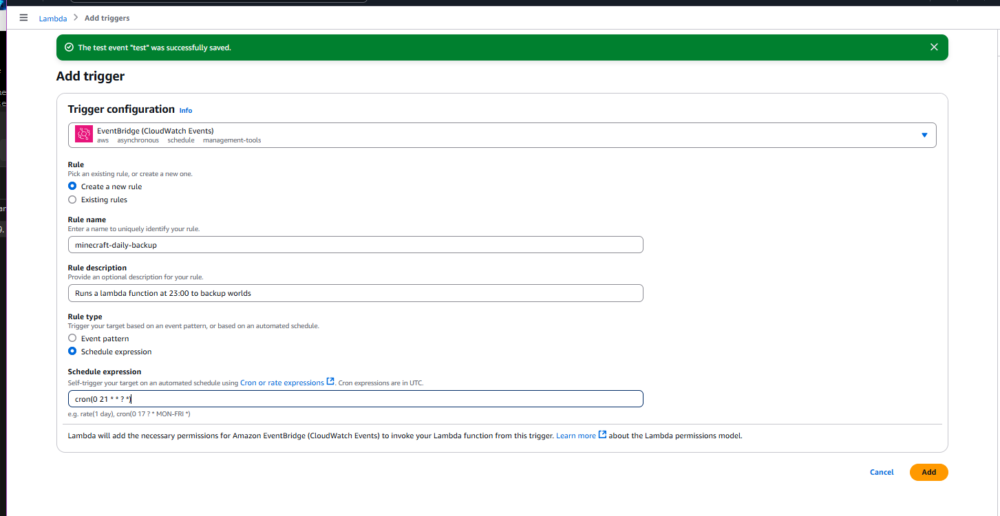 Lambda > Add triggers
The test event "test" was successfully saved.
Add trigger
Trigger configuration Info
EventBridge (CloudWatch Events)
aws asynchronous schedule management-tools
Rule
Pick an existing rule, or create a new one.
Create a new rule
Existing rules
Rule name
Enter a name to uniquely identify your rule.
minecraft-daily-backup
Rule description
Provide an optional description for your rule.
Runs a lambda function at 23:00 to backup worlds
Rule type
Trigger your target based on an event pattern, or based on an automated schedule.
Event pattern
Schedule expression
Schedule expression
Self-trigger your target on an automated schedule using Cron or rate expressions. Cron expressions are in UTC.
cron(0 21 * * ? *)
e.g. rate(1 day), cron(0 17 ? * MON-FRI *)
Lambda will add the necessary permissions for Amazon EventBridge (CloudWatch Events) to invoke your Lambda function from this trigger. Learn more about the Lambda permissions model.
Cancel Add